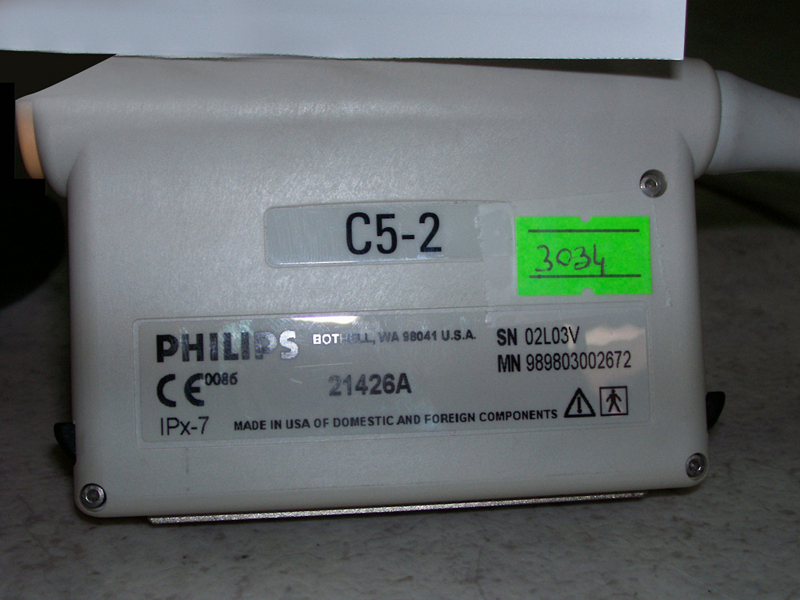 C5-2
3034
PHILIPS BOTHELL, WA 98041 U.S.A. SN 02L03V
MN 989803002672
CE 0086 21426A
IPx-7 MADE IN USA OF DOMESTIC AND FOREIGN COMPONENTS